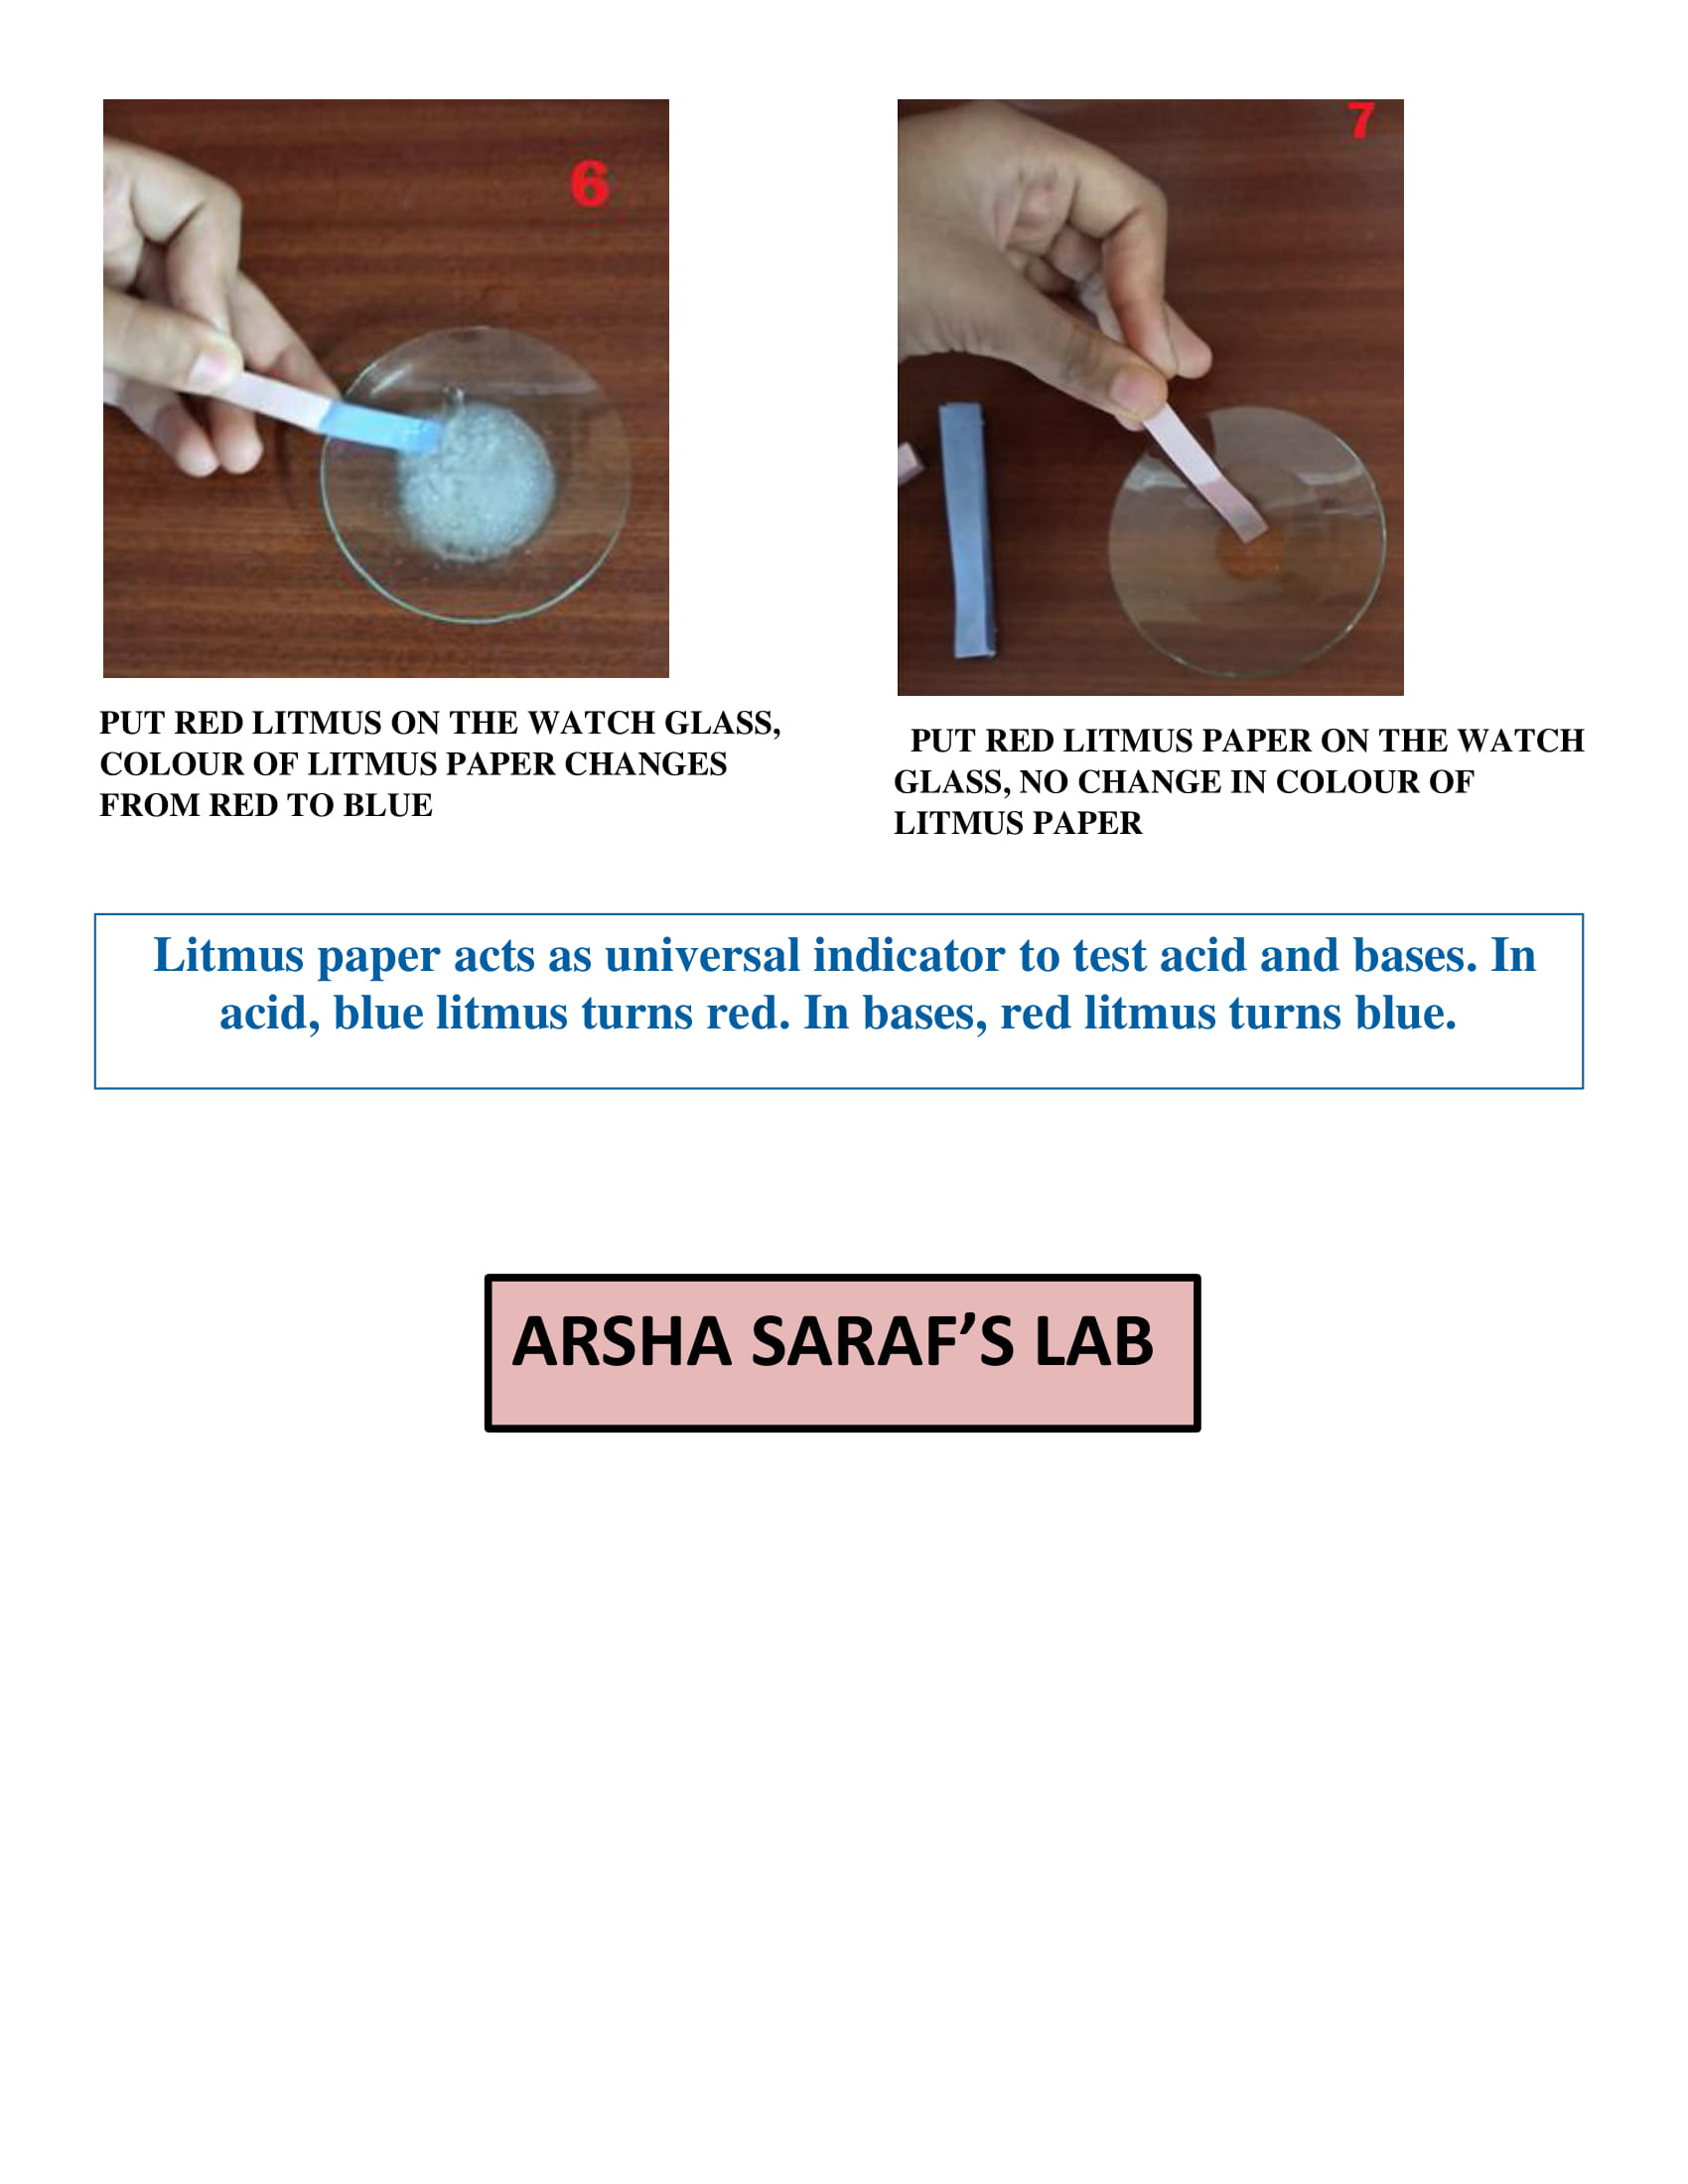 6
7
PUT RED LITMUS ON THE WATCH GLASS,
COLOUR OF LITMUS PAPER CHANGES
FROM RED TO BLUE
PUT RED LITMUS PAPER ON THE WATCH
GLASS, NO CHANGE IN COLOUR OF
LITMUS PAPER
Litmus paper acts as universal indicator to test acid and bases. In
acid, blue litmus turns red. In bases, red litmus turns blue.
ARSHA SARAF’S LAB